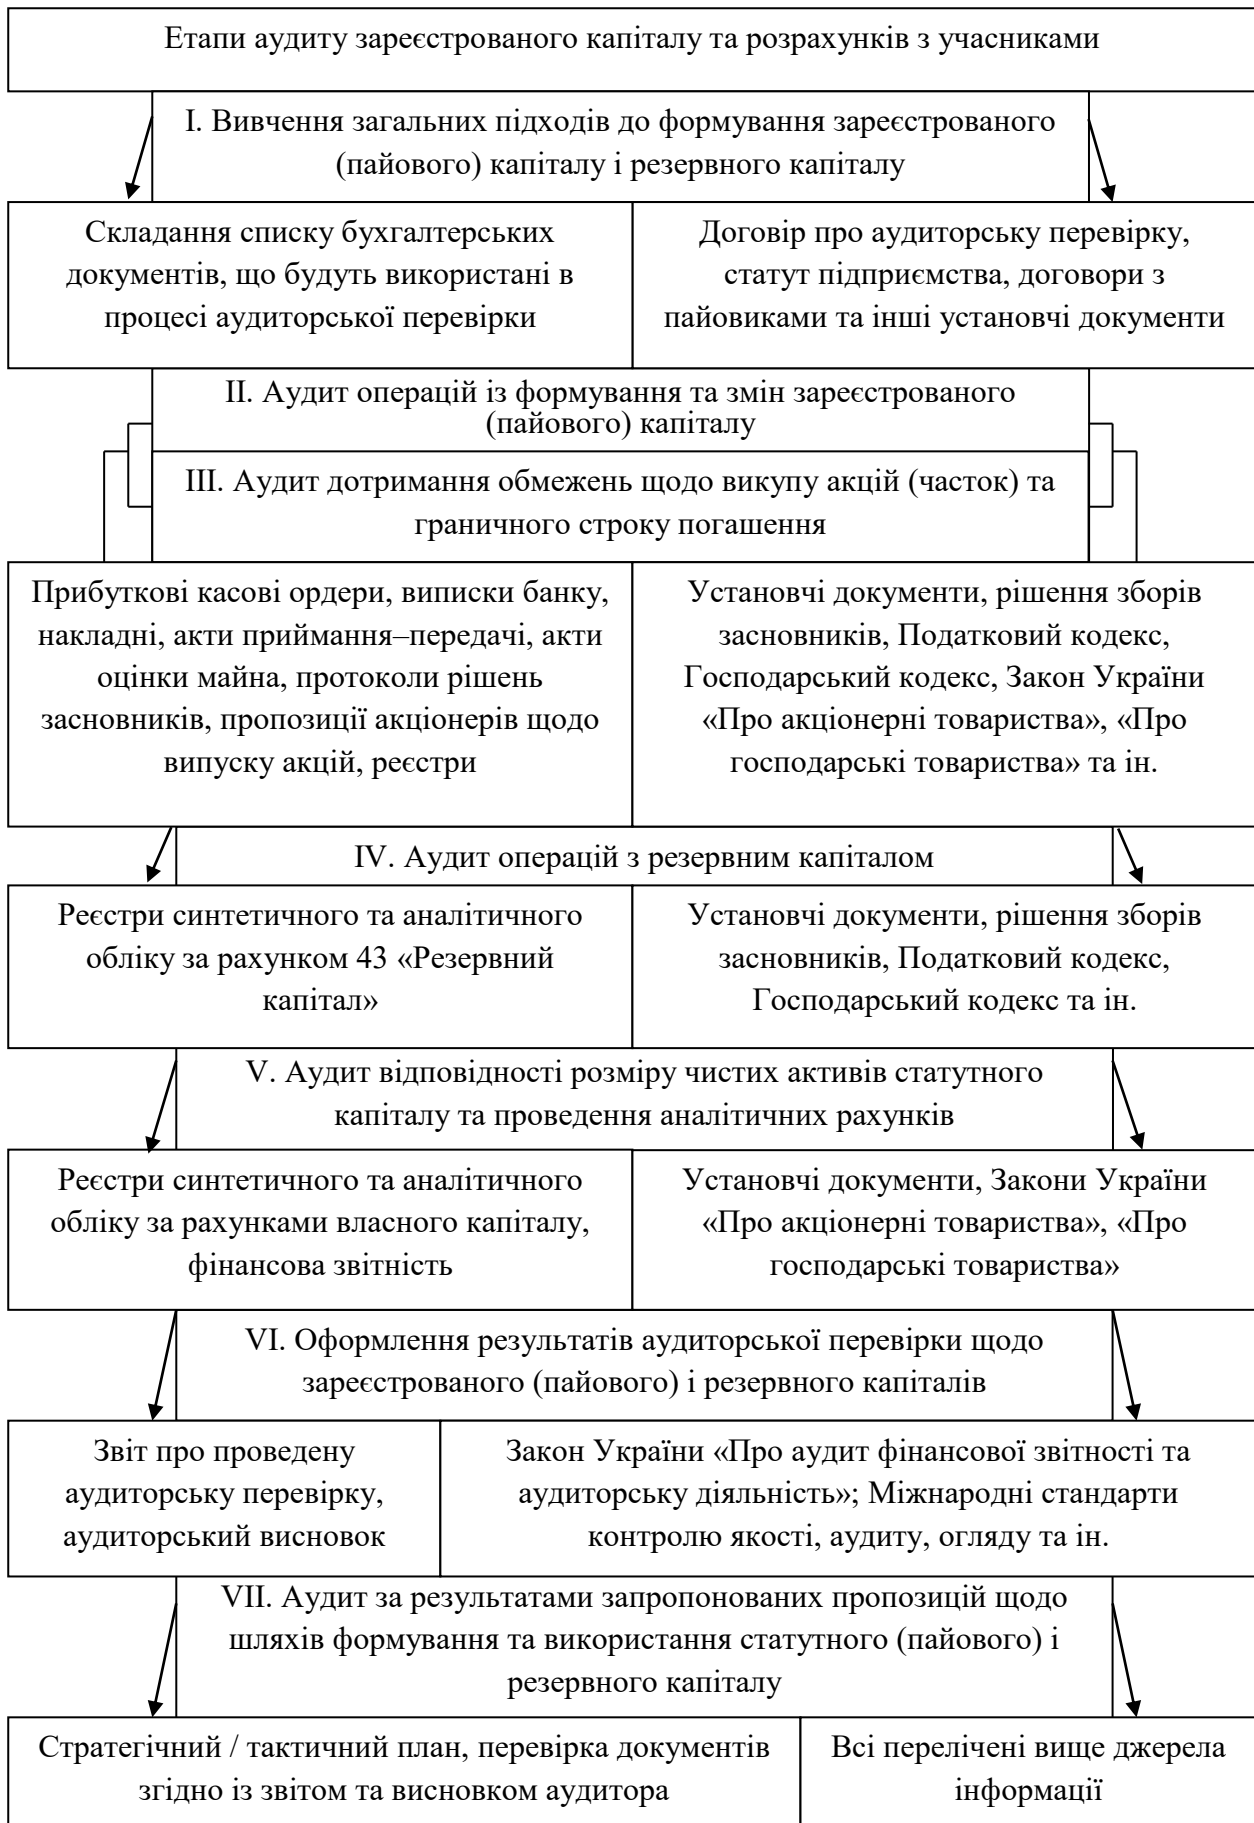 Етапи аудиту зареєстрованого капіталу та розрахунків з учасниками
І. Вивчення загальних підходів до формування зареєстрованого
(пайового) капіталу і резервного капіталу
Складання списку бухгалтерських
документів, що будуть використані в
процесі аудиторської перевірки
Договір про аудиторську перевірку,
статут підприємства, договори з
пайовиками та інші установчі документи
ІІ. Аудит операцій із формування та змін зареєстрованого
(пайового) капіталу
ІІІ. Аудит дотримання обмежень щодо викупу акцій (часток) та
граничного строку погашення
Прибуткові касові ордери, виписки банку,
накладні, акти приймання–передачі, акти
оцінки майна, протоколи рішень
засновників, пропозиції акціонерів щодо
випуску акцій, реєстри
Установчі документи, рішення зборів
засновників, Податковий кодекс,
Господарський кодекс, Закон України
«Про акціонерні товариства», «Про
господарські товариства» та ін.
IV. Аудит операцій з резервним капіталом
Реєстри синтетичного та аналітичного
обліку за рахунком 43 «Резервний
капітал»
Установчі документи, рішення зборів
засновників, Податковий кодекс,
Господарський кодекс та ін.
V. Аудит відповідності розміру чистих активів статутного
капіталу та проведення аналітичних рахунків
Реєстри синтетичного та аналітичного
обліку за рахунками власного капіталу,
фінансова звітність
Установчі документи, Закони України
«Про акціонерні товариства», «Про
господарські товариства»
VI. Оформлення результатів аудиторської перевірки щодо
зареєстрованого (пайового) і резервного капіталів
Звіт про проведену
аудиторську перевірку,
аудиторський висновок
Закон України «Про аудит фінансової звітності та
аудиторську діяльність»; Міжнародні стандарти
контролю якості, аудиту, огляду та ін.
VII. Аудит за результатами запропонованих пропозицій щодо
шляхів формування та використання статутного (пайового) і
резервного капіталу
Стратегічний / тактичний план, перевірка документів
згідно із звітом та висновком аудитора
Всі перелічені вище джерела
інформації